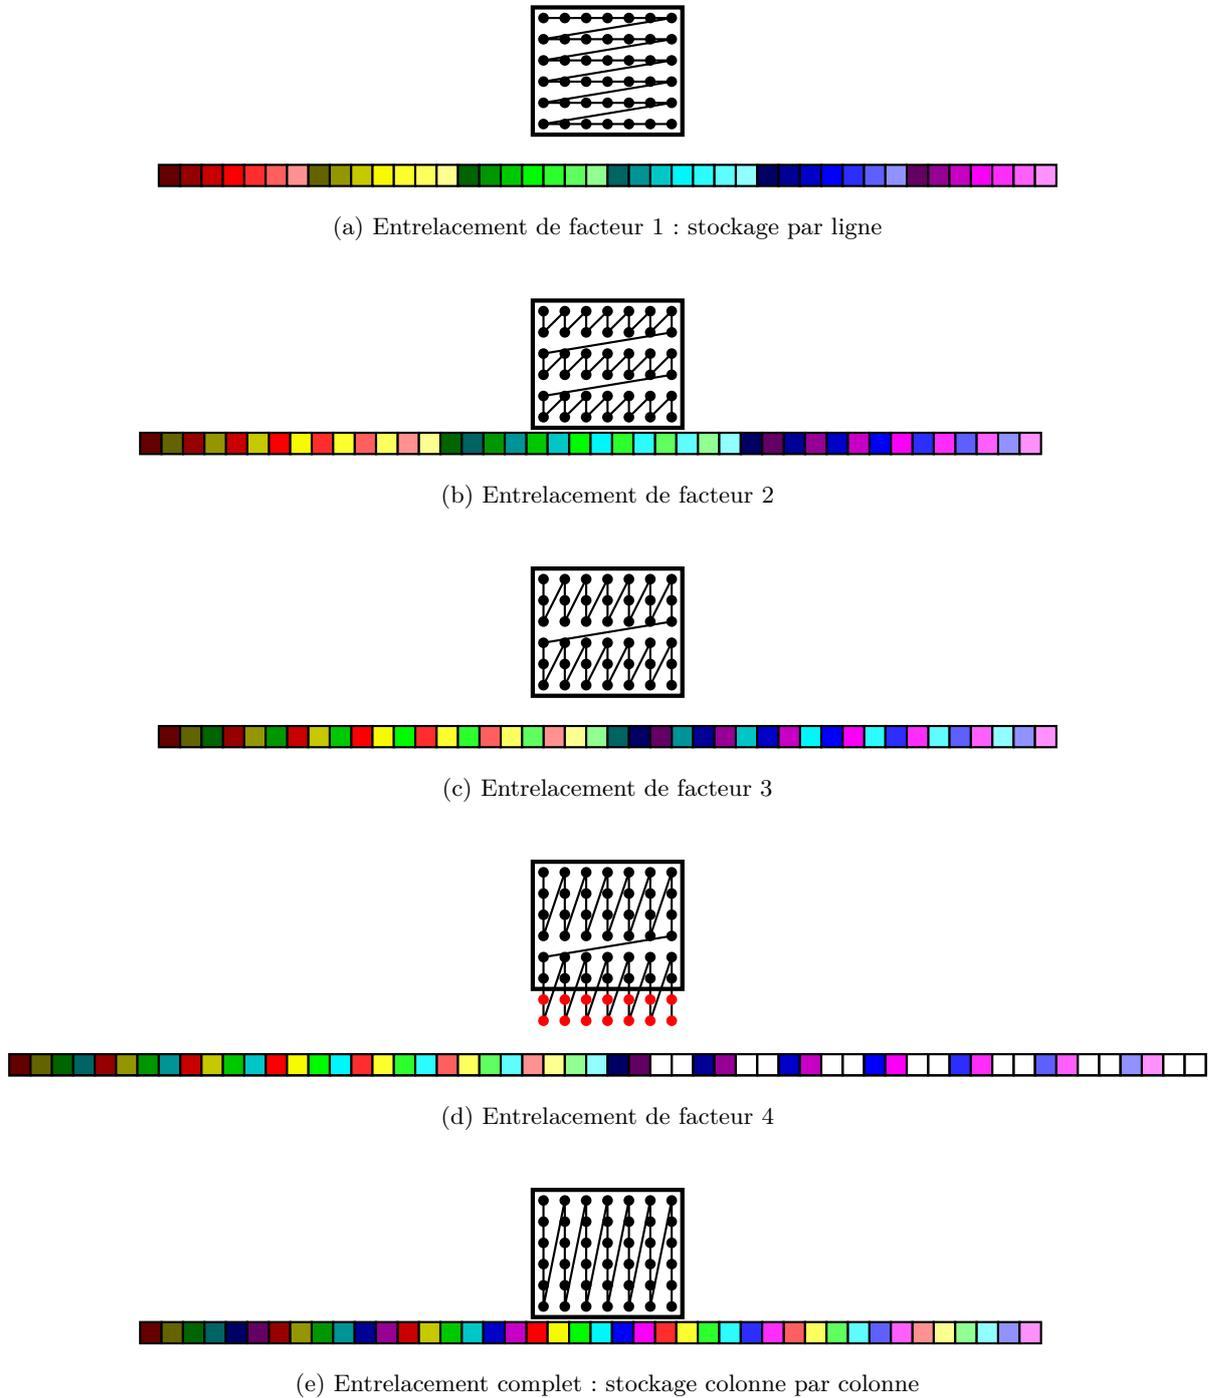 (a) Entrelacement de facteur 1 : stockage par ligne
(b) Entrelacement de facteur 2
(c) Entrelacement de facteur 3
(d) Entrelacement de facteur 4
(e) Entrelacement complet : stockage colonne par colonne